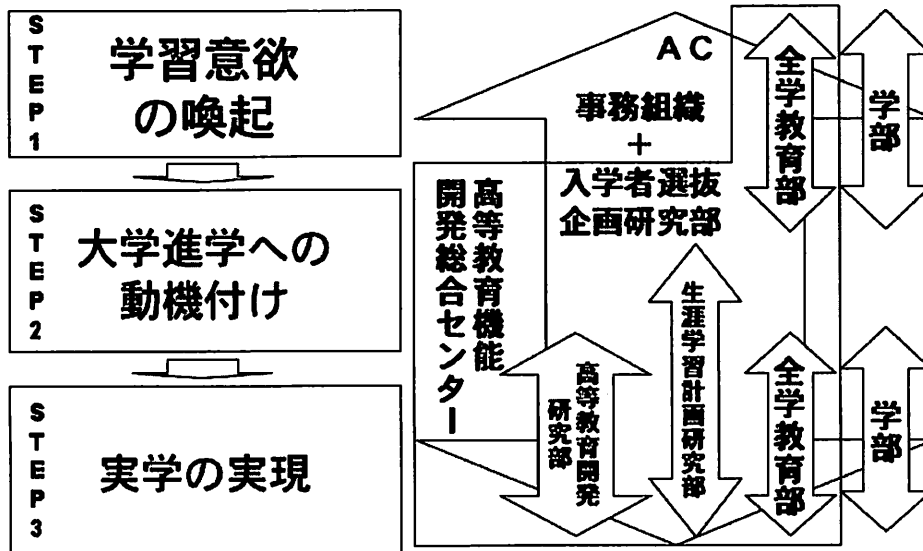 STEP1
学習意欲
の喚起
STEP2
大学進学への
動機付け
STEP3
実学の実現
AC
事務組織
+
入学者選抜
企画研究部
高等教育機能
開発総合センター
高等教育開発
研究部
生涯学習計画研究部
全学教育部
学部
全学教育部
学部